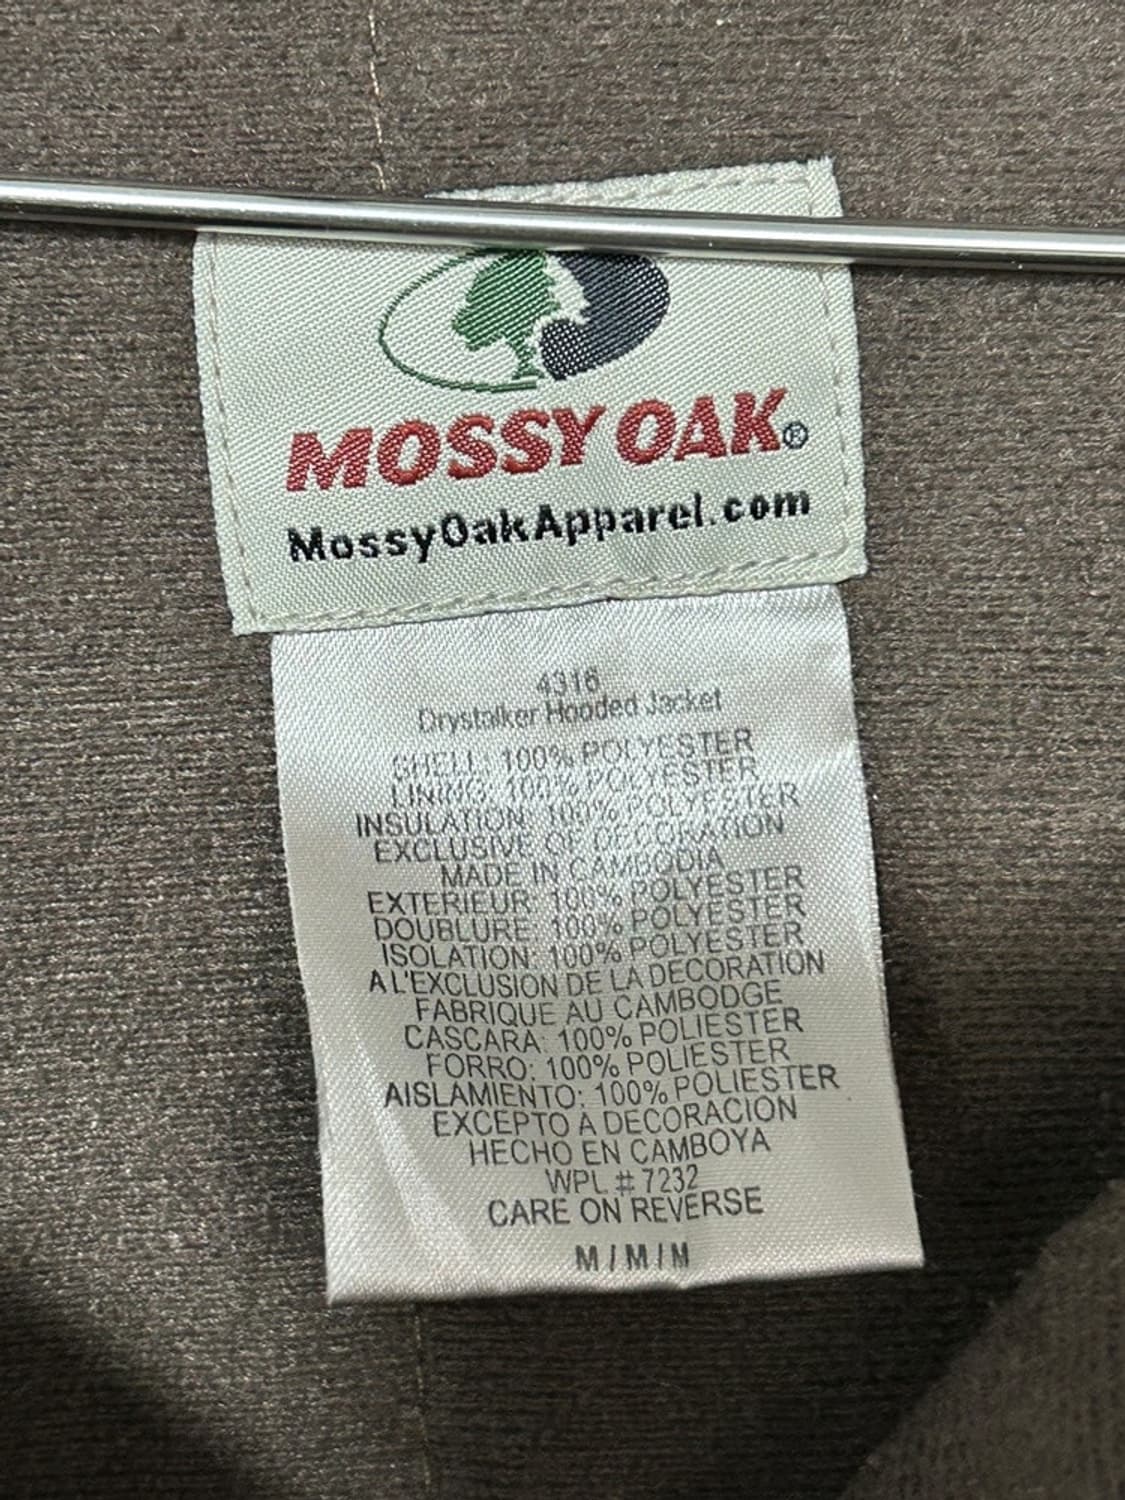 MOSSY OAK®
MossyOakApparel.com
4316
Drystalker Hooded Jacket
SHELL: 100% POLYESTER
LINING: 100% POLYESTER
INSULATION: 100% POLYESTER
EXCLUSIVE OF DECORATION
MADE IN CAMBODIA
EXTERIEUR: 100% POLYESTER
DOUBLURE: 100% POLYESTER
ISOLATION: 100% POLYESTER
A L'EXCLUSION DE LA DECORATION
FABRIQUE AU CAMBODGE
CASCARA: 100% POLIESTER
FORRO: 100% POLIESTER
AISLAMIENTO: 100% POLIESTER
EXCEPTO A DECORACION
HECHO EN CAMBOYA
WPL # 7232
CARE ON REVERSE
M / M / M